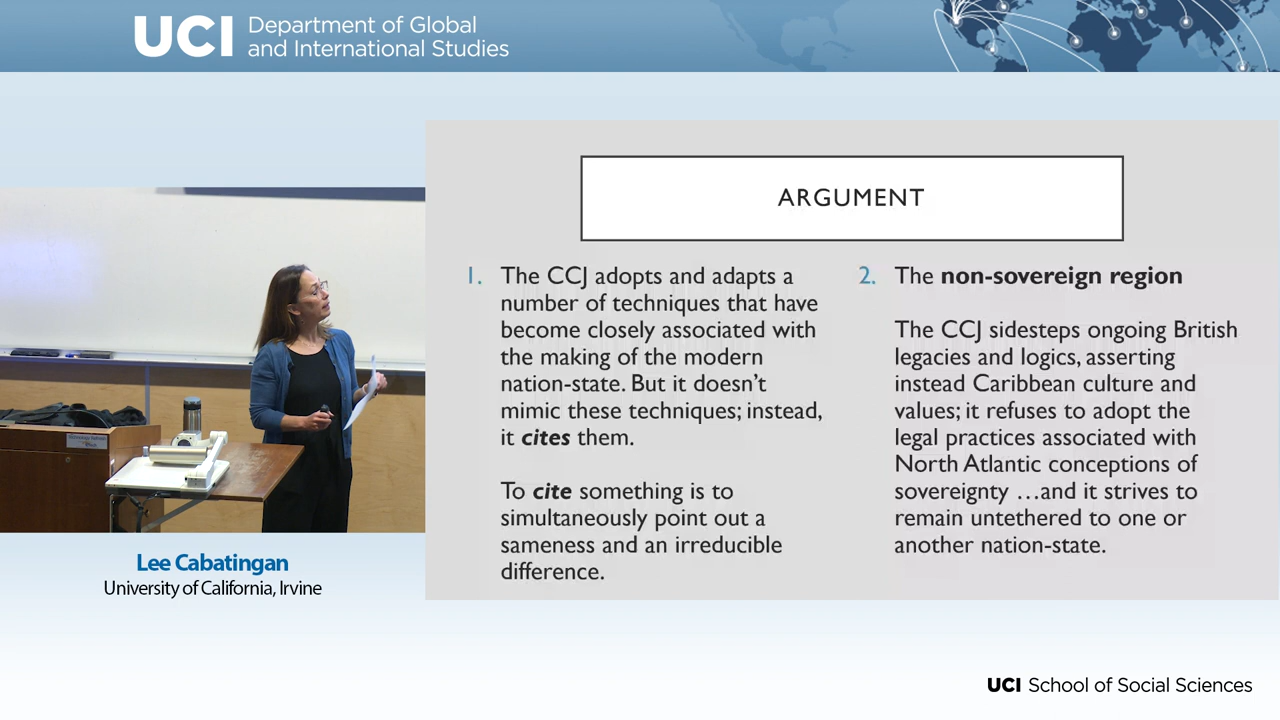 UCI Department of Global
and International Studies
ARGUMENT
1. The CCJ adopts and adapts a
number of techniques that have
become closely associated with
the making of the modern
nation-state. But it doesn't
mimic these techniques; instead,
it cites them.
To cite something is to
simultaneously point out a
sameness and an irreducible
difference.
2. The non-sovereign region
The CCJ sidesteps ongoing British
legacies and logics, asserting
instead Caribbean culture and
values; it refuses to adopt the
legal practices associated with
North Atlantic conceptions of
sovereignty …and it strives to
remain untethered to one or
another nation-state.
Lee Cabatingan
University of California, Irvine
UCI School of Social Sciences